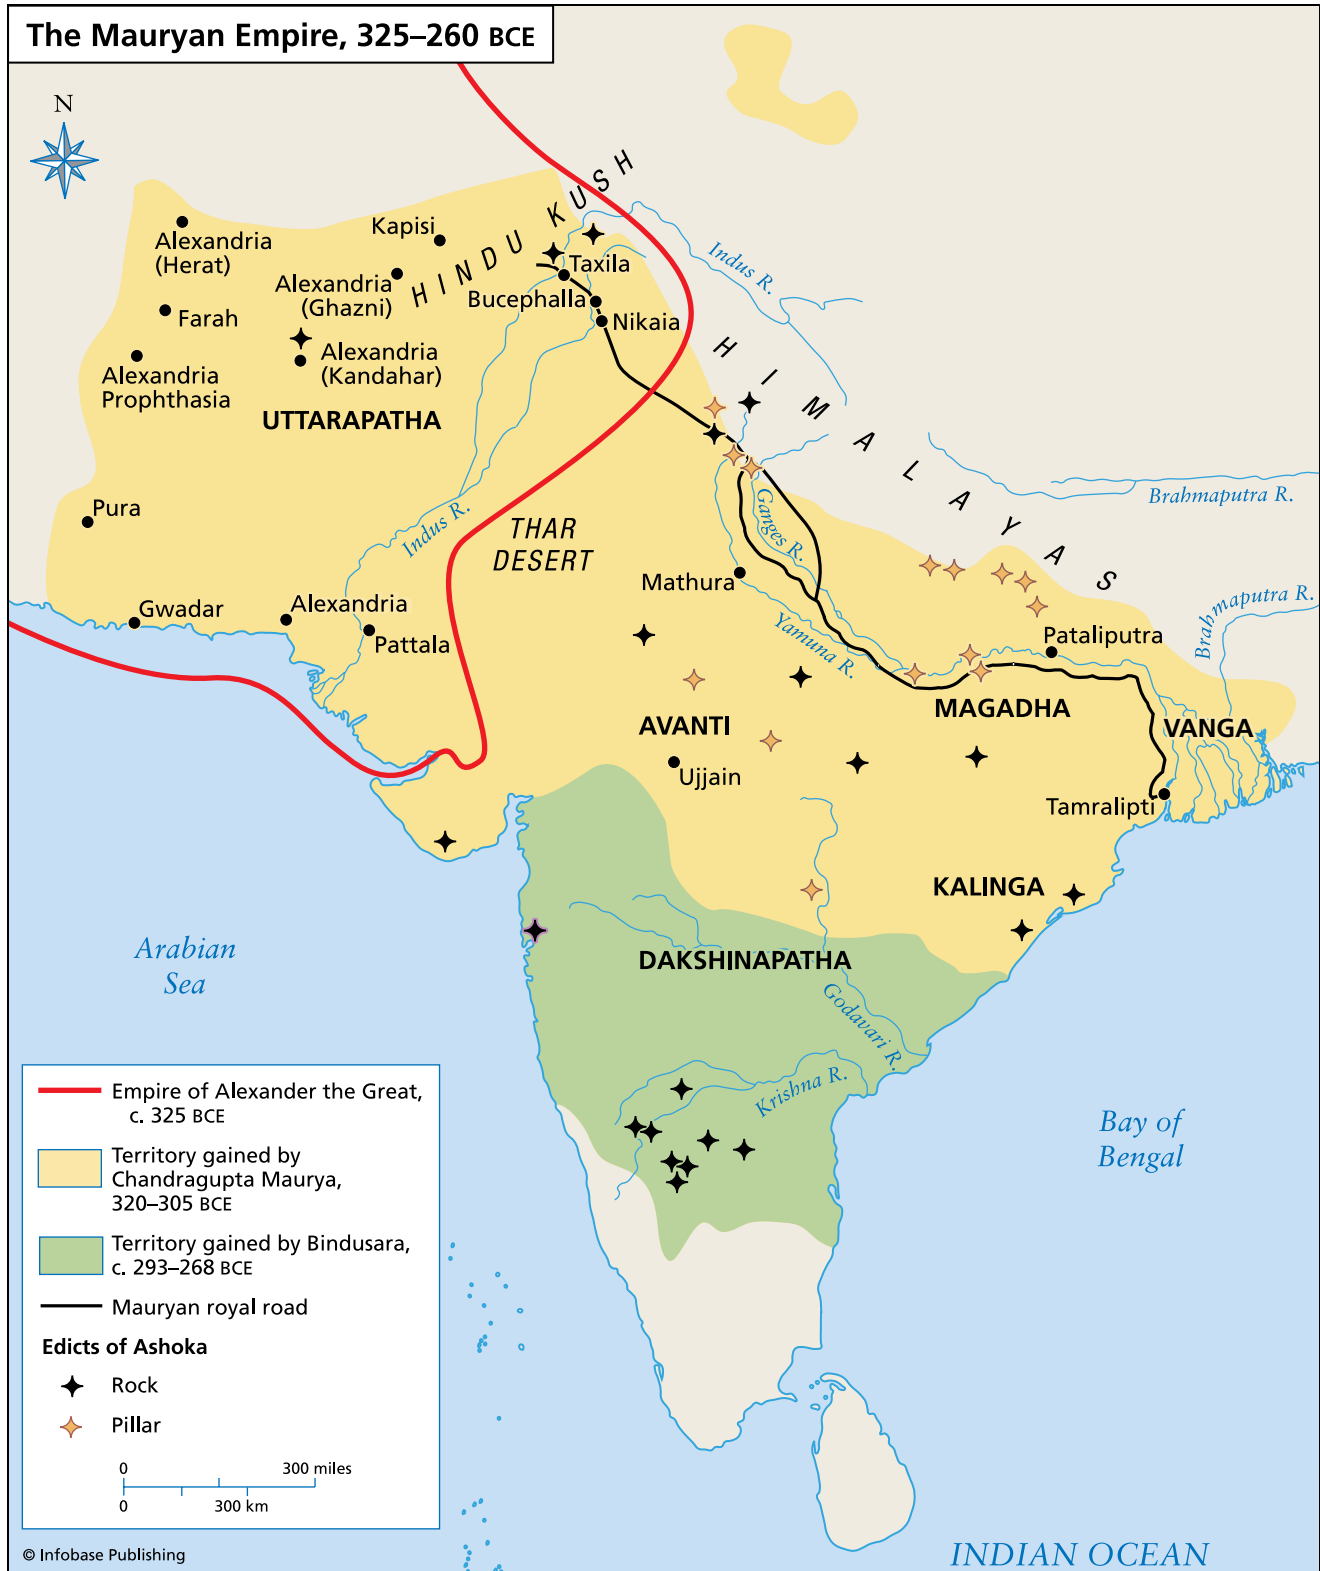 The Mauryan Empire, 325–260 BCE
N
HINDU KUSH
Kapisi
Alexandria
(Herat)
Alexandria
(Ghazni)
Taxila
Bucephalla
Nikaia
Indus R.
Farah
Alexandria
(Kandahar)
Alexandria
Prophthasia
UTTARAPATHA
HIMALAYAS
Brahmaputra R.
Pura
Indus R.
THAR
DESERT
Ganges R.
Mathura
Gwadar
Alexandria
Pattala
Yamuna R.
Brahmaputra R.
Pataliputra
MAGADHA
VANGA
AVANTI
Ujjain
Tamralipti
KALINGA
Arabian
Sea
DAKSHINAPATHA
Godavari R.
Krishna R.
Bay of
Bengal
Empire of Alexander the Great,
c. 325 BCE
Territory gained by
Chandragupta Maurya,
320–305 BCE
Territory gained by Bindusara,
c. 293–268 BCE
Mauryan royal road
Edicts of Ashoka
Rock
Pillar
0 300 miles
0 300 km
© Infobase Publishing
INDIAN OCEAN